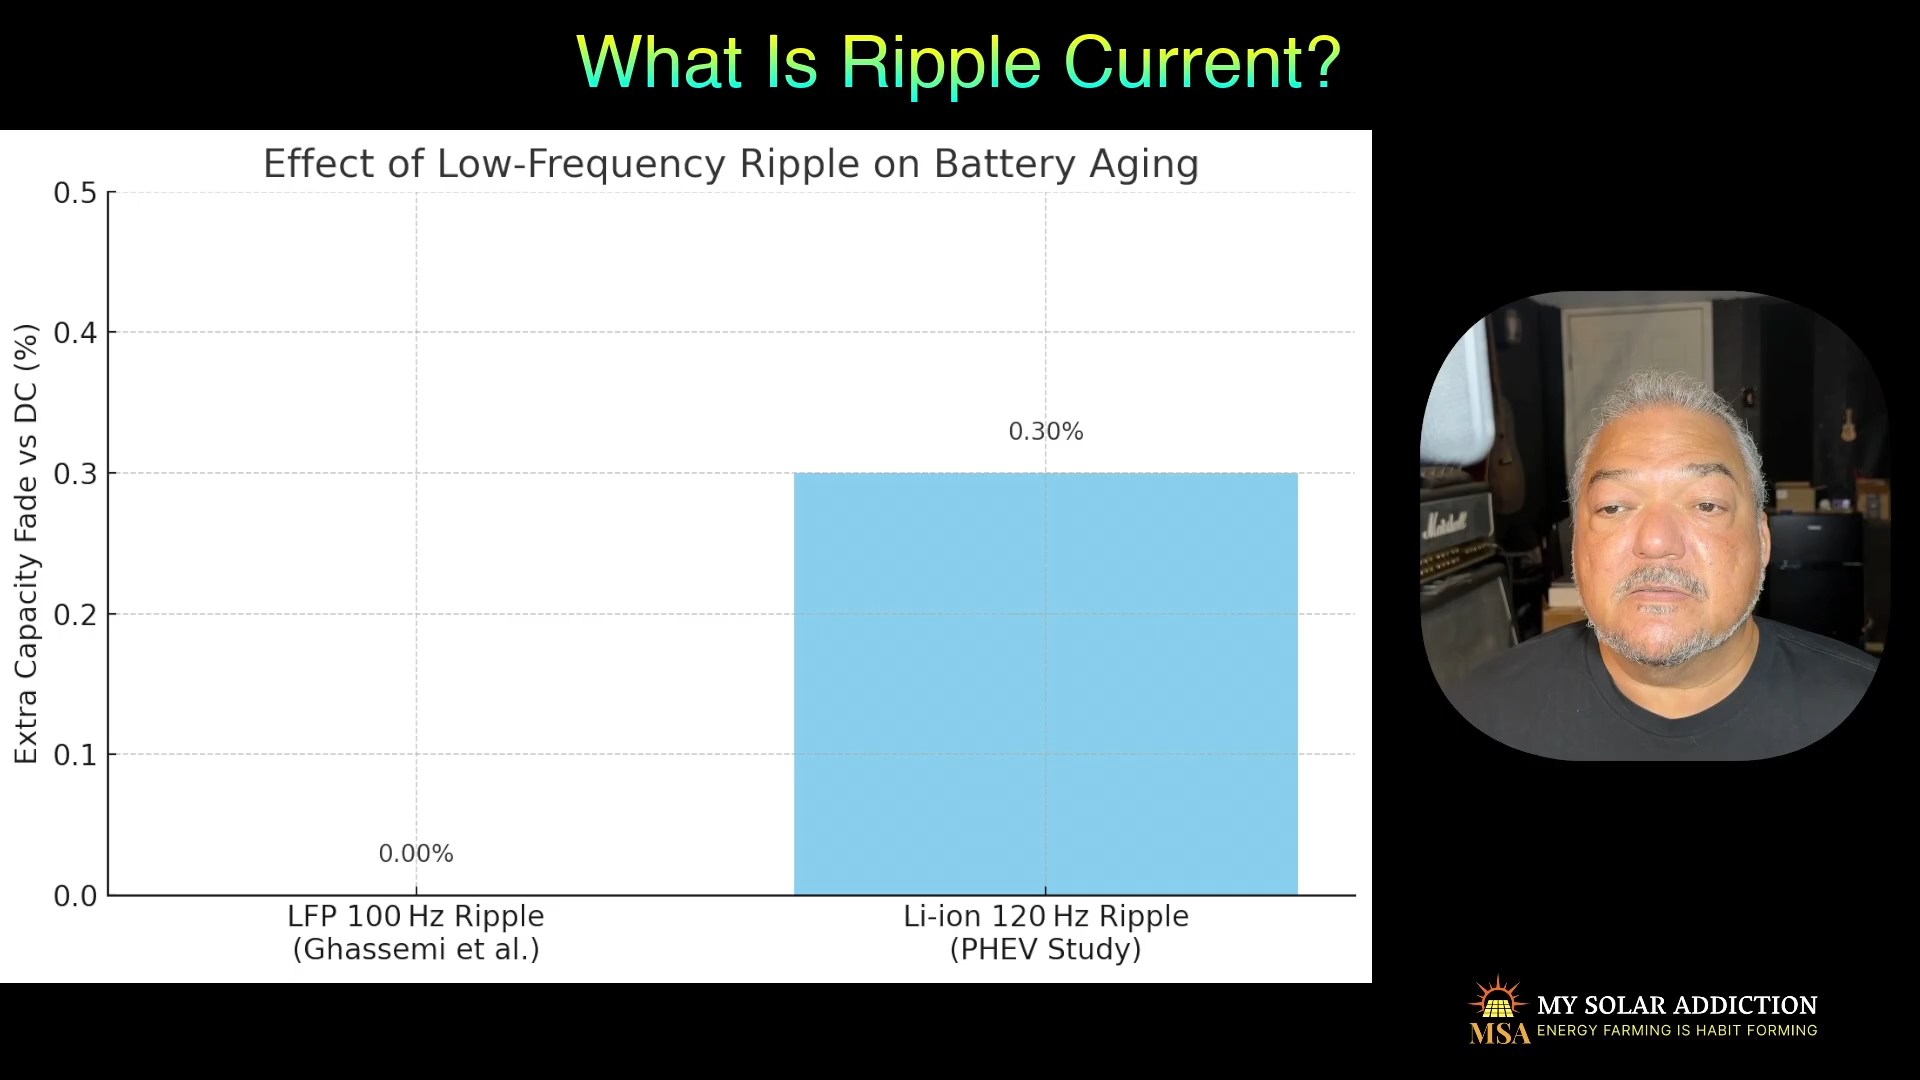 What Is Ripple Current?
Effect of Low-Frequency Ripple on Battery Aging
Extra Capacity Fade vs DC (%)
0.5
0.4
0.3
0.2
0.1
0.0
0.00%
0.30%
LFP 100 Hz Ripple
(Ghassemi et al.)
Li-ion 120 Hz Ripple
(PHEV Study)
Marshall
MSA
MY SOLAR ADDICTION
ENERGY FARMING IS HABIT FORMING